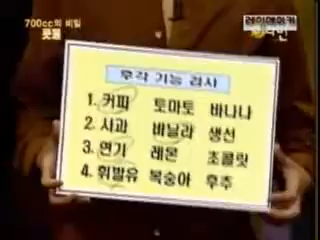 700cc의 비밀
후각 기능 검사
1. 커피 토마토 바나나
2. 사과 바닐라 생선
3. 연기 레몬 초콜릿
4. 휘발유 복숭아 후추